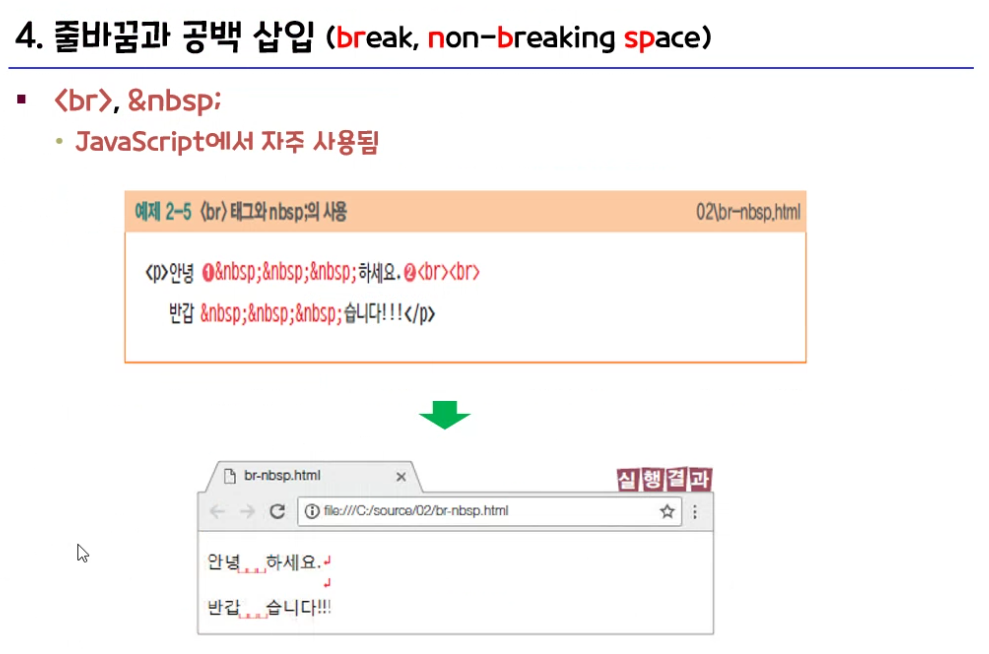 4. 줄바꿈과 공백 삽입 (break, non-breaking space)
▪ <br>, &nbsp;
• JavaScript에서 자주 사용됨
예제 2-5 <br> 태그와 nbsp;의 사용 02\br-nbsp.html
<p>안녕 ❶&nbsp;&nbsp;&nbsp;하세요.❷<br><br>
반갑 &nbsp;&nbsp;&nbsp;습니다!!!</p>
실행결과
br-nbsp.html ×
file:///C:/source/02/br-nbsp.html
안녕 하세요.↲
↲
반갑 습니다!!!